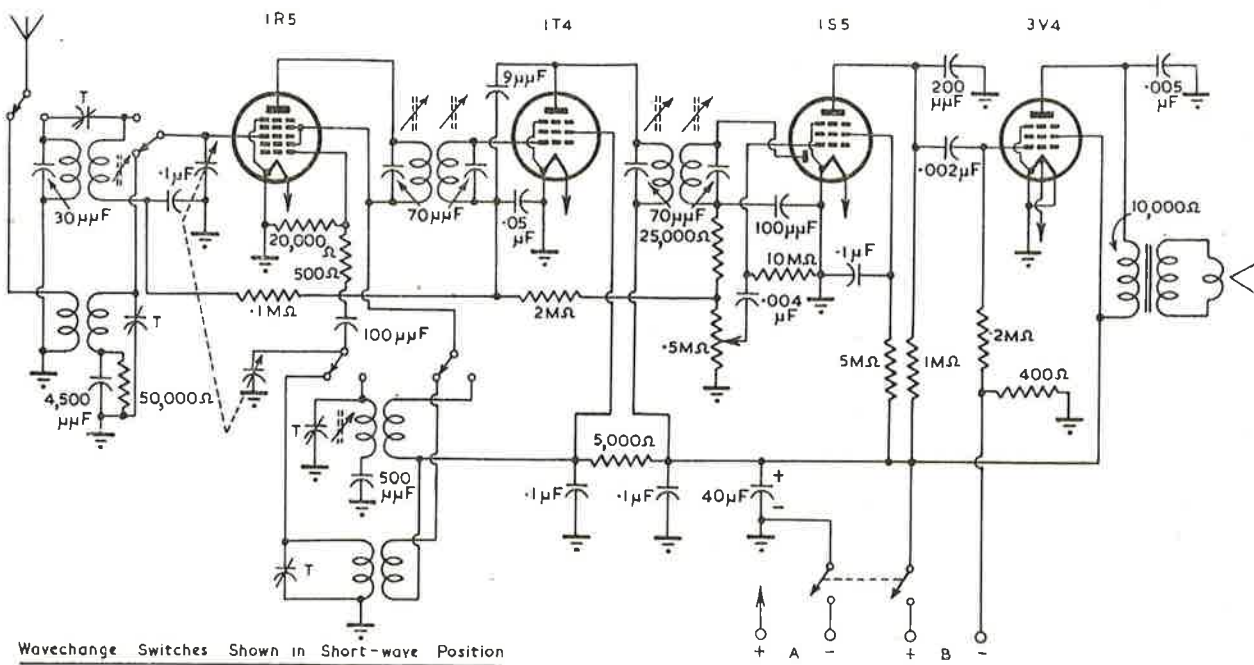 1R5
1T4
1S5
3V4
T
9μμF
200
μμF
·005
μF
·1μF
·002μF
30μμF
70μμF
·05
μF
70μμF
25,000Ω
100μμF
10,000Ω
20,000
Ω
500Ω
10MΩ
·1μF
·1MΩ
2MΩ
·004
μF
T
100μμF
·5MΩ
5MΩ
1MΩ
·2MΩ
400Ω
4,500
μμF
50,000Ω
T
5,000Ω
500
μμF
·1μF
·1μF
40μF
+
-
T
+ A - + B -
Wavechange Switches Shown in Short-wave Position